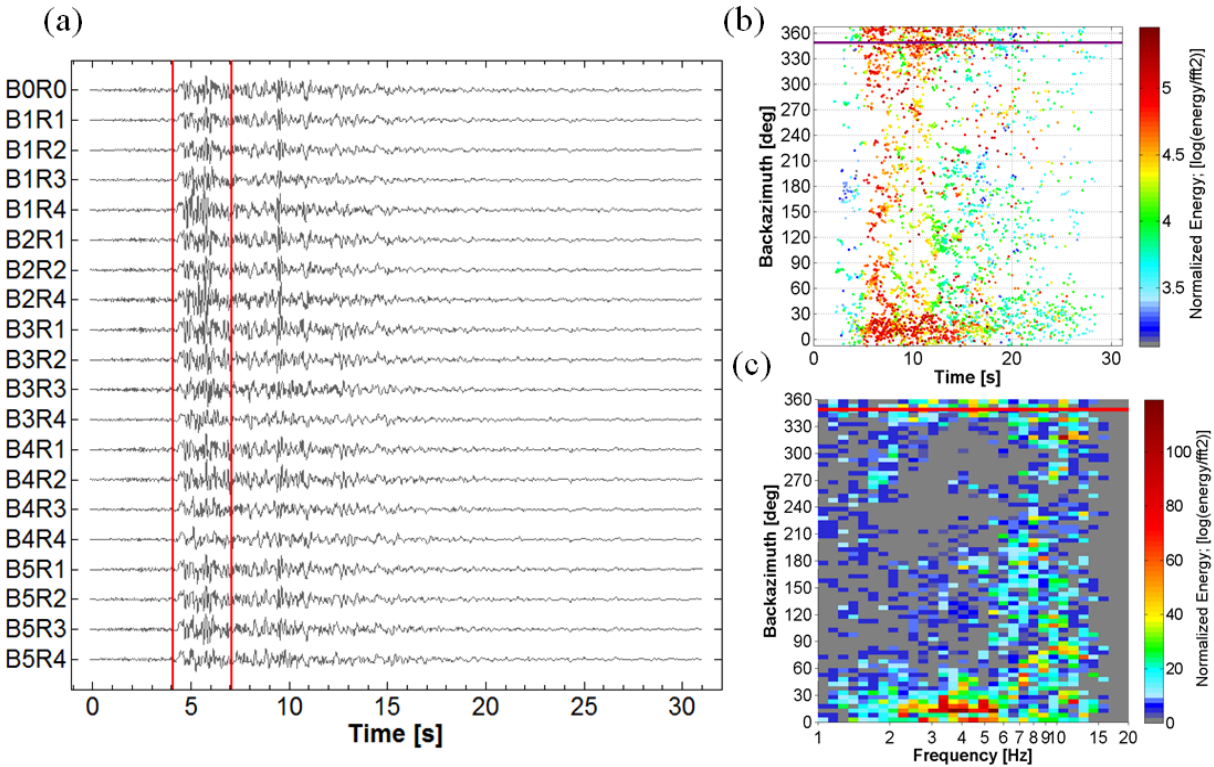 (a)
B0R0
B1R1
B1R2
B1R3
B1R4
B2R1
B2R2
B2R4
B3R1
B3R2
B3R3
B3R4
B4R1
B4R2
B4R3
B4R4
B5R1
B5R2
B5R3
B5R4
0 5 10 15 20 25 30
Time [s]
(b)
360
330
300
270
240
210
180
150
120
90
60
30
0
Backazimuth [deg]
0 10 20 30
Time [s]
5
4.5
4
3.5
Normalized Energy; [log(energy/fft2)]
(c)
360
330
300
270
240
210
180
150
120
90
60
30
0
Backazimuth [deg]
1 2 3 4 5 6 7 8 9 10 15 20
Frequency [Hz]
100
80
60
40
20
0
Normalized Energy; [log(energy/fft2)]